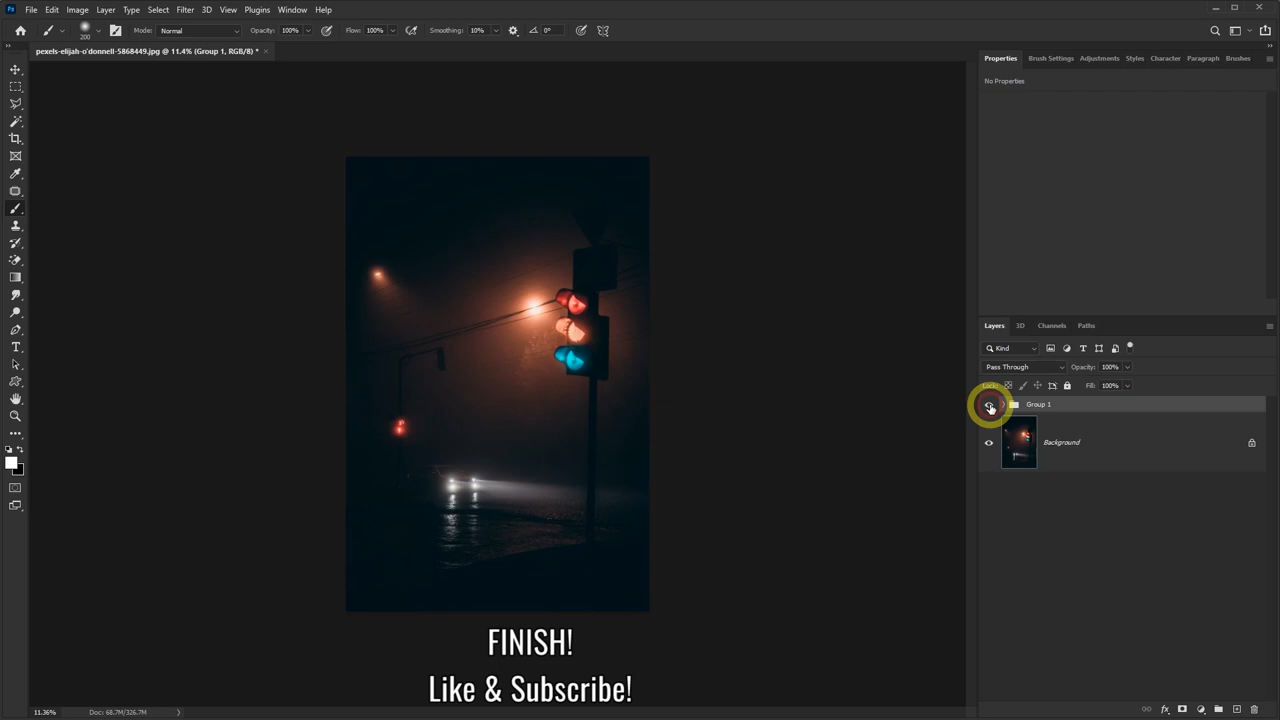 Ps File Edit Image Layer Type Select Filter 3D View Plugins Window Help
200 Mode: Normal Opacity: 100% Flow: 100% Smoothing: 10% 0°
pexels-elijah-o'donnell-5868449.jpg @ 11.4% (Group 1, RGB/8) * ×
Properties Brush Settings Adjustments Styles Character Paragraph Brushes
No Properties
Layers 3D Channels Paths
Kind
Pass Through Opacity: 100%
Lock: Fill: 100%
Group 1
Background
FINISH!
Like & Subscribe!
11.36% Doc: 68.7M/326.7M